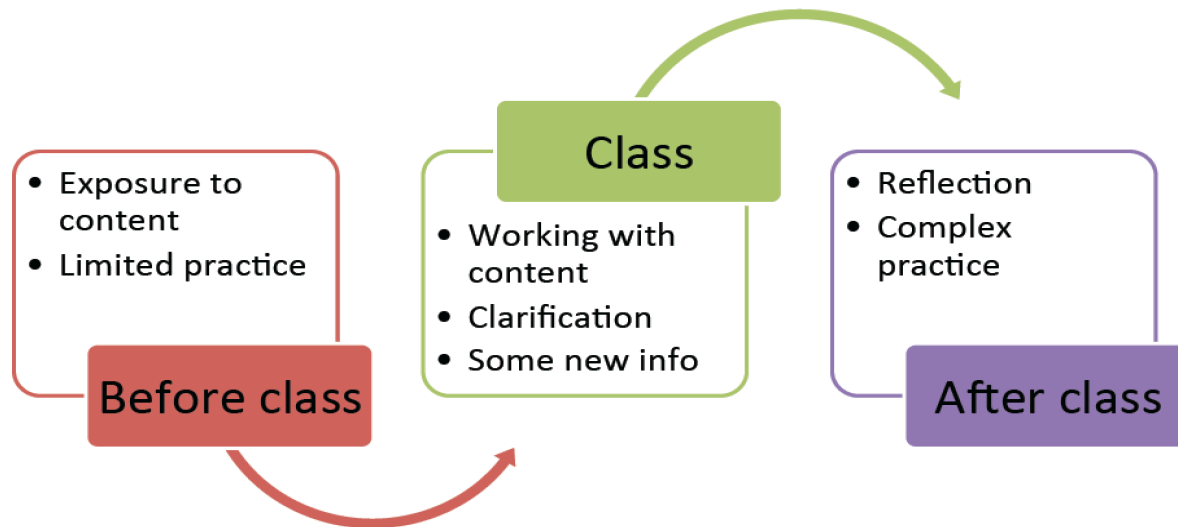 • Exposure to
content
• Limited practice
Before class
Class
• Working with
content
• Clarification
• Some new info
• Reflection
• Complex
practice
After class